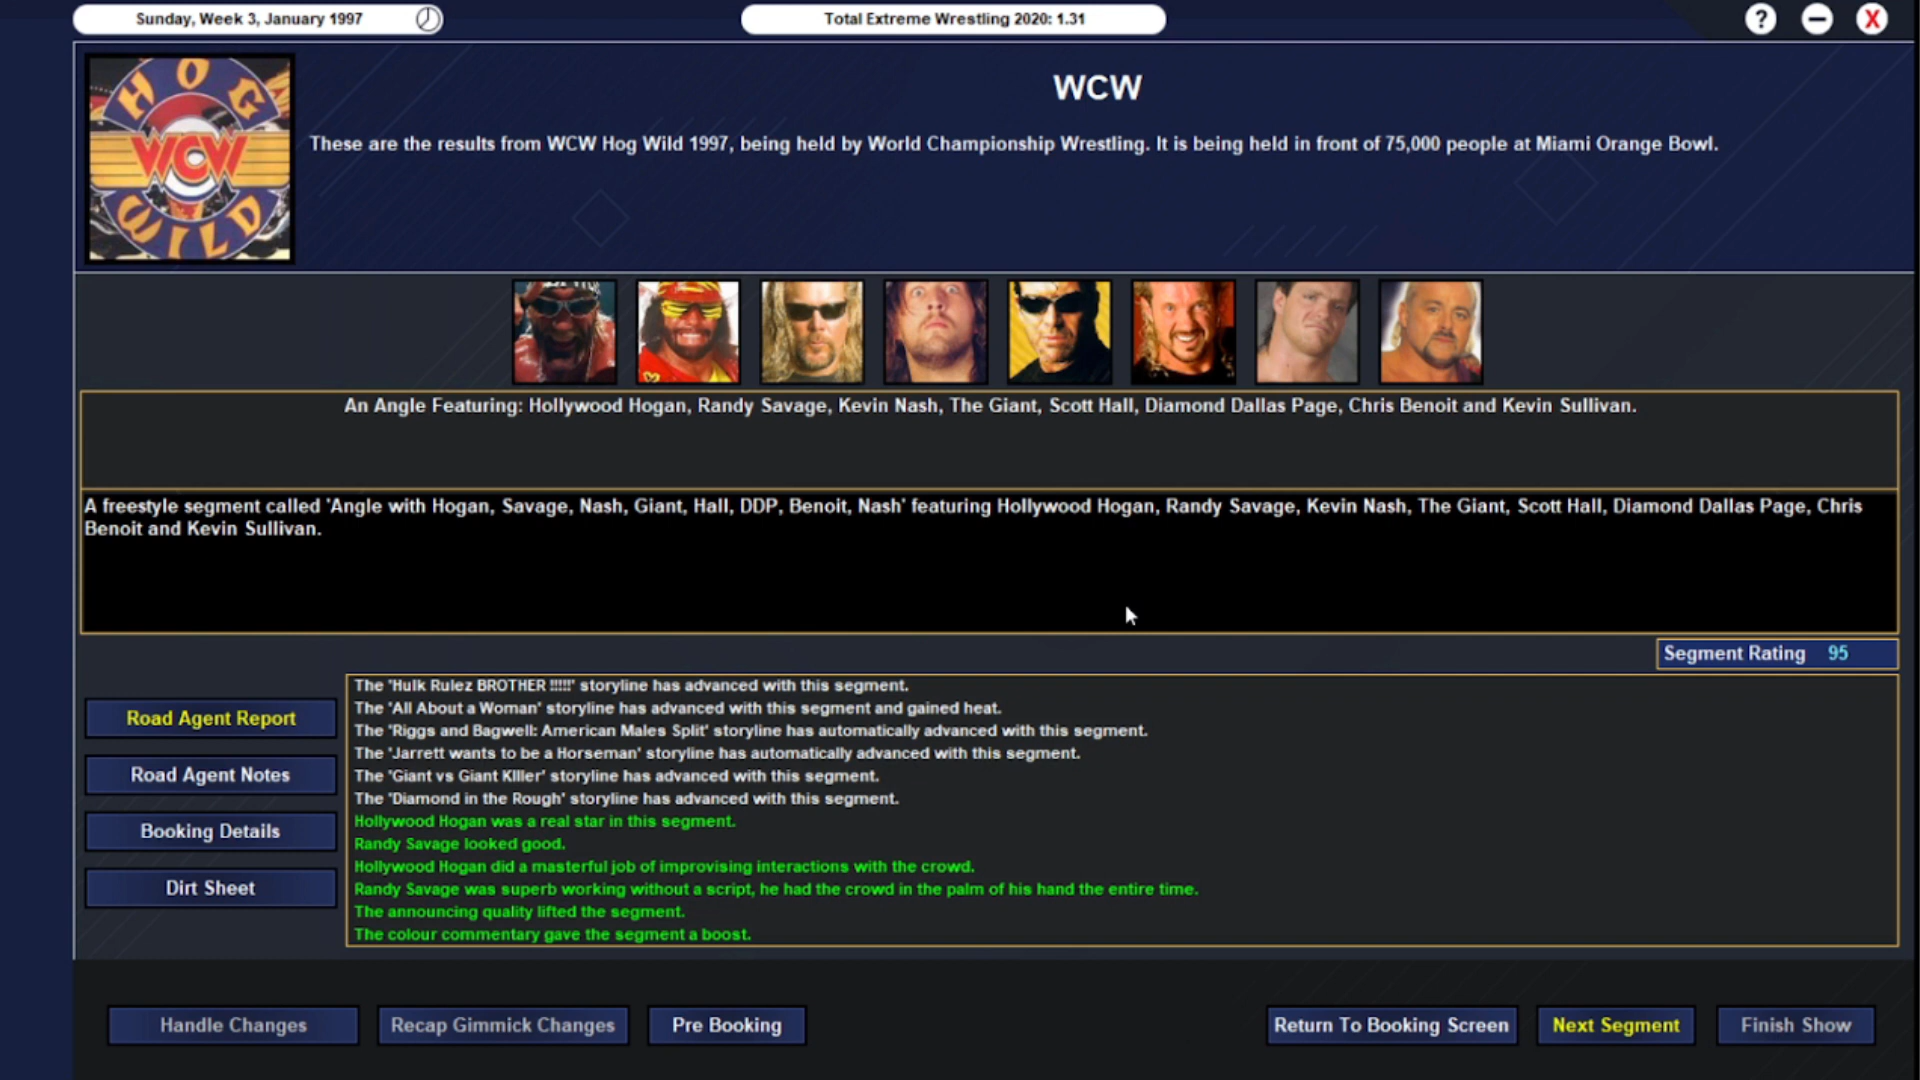 Sunday, Week 3, January 1997
Total Extreme Wrestling 2020: 1.31
?
X
HOG
WCW
WILD
WCW
These are the results from WCW Hog Wild 1997, being held by World Championship Wrestling. It is being held in front of 75,000 people at Miami Orange Bowl.
An Angle Featuring: Hollywood Hogan, Randy Savage, Kevin Nash, The Giant, Scott Hall, Diamond Dallas Page, Chris Benoit and Kevin Sullivan.
A freestyle segment called 'Angle with Hogan, Savage, Nash, Giant, Hall, DDP, Benoit, Nash' featuring Hollywood Hogan, Randy Savage, Kevin Nash, The Giant, Scott Hall, Diamond Dallas Page, Chris
Benoit and Kevin Sullivan.
Segment Rating 95
Road Agent Report
Road Agent Notes
Booking Details
Dirt Sheet
The 'Hulk Rulez BROTHER !!!!!' storyline has advanced with this segment.
The 'All About a Woman' storyline has advanced with this segment and gained heat.
The 'Riggs and Bagwell: American Males Split' storyline has automatically advanced with this segment.
The 'Jarrett wants to be a Horseman' storyline has automatically advanced with this segment.
The 'Giant vs Giant KIller' storyline has advanced with this segment.
The 'Diamond in the Rough' storyline has advanced with this segment.
Hollywood Hogan was a real star in this segment.
Randy Savage looked good.
Hollywood Hogan did a masterful job of improvising interactions with the crowd.
Randy Savage was superb working without a script, he had the crowd in the palm of his hand the entire time.
The announcing quality lifted the segment.
The colour commentary gave the segment a boost.
Handle Changes
Recap Gimmick Changes
Pre Booking
Return To Booking Screen
Next Segment
Finish Show